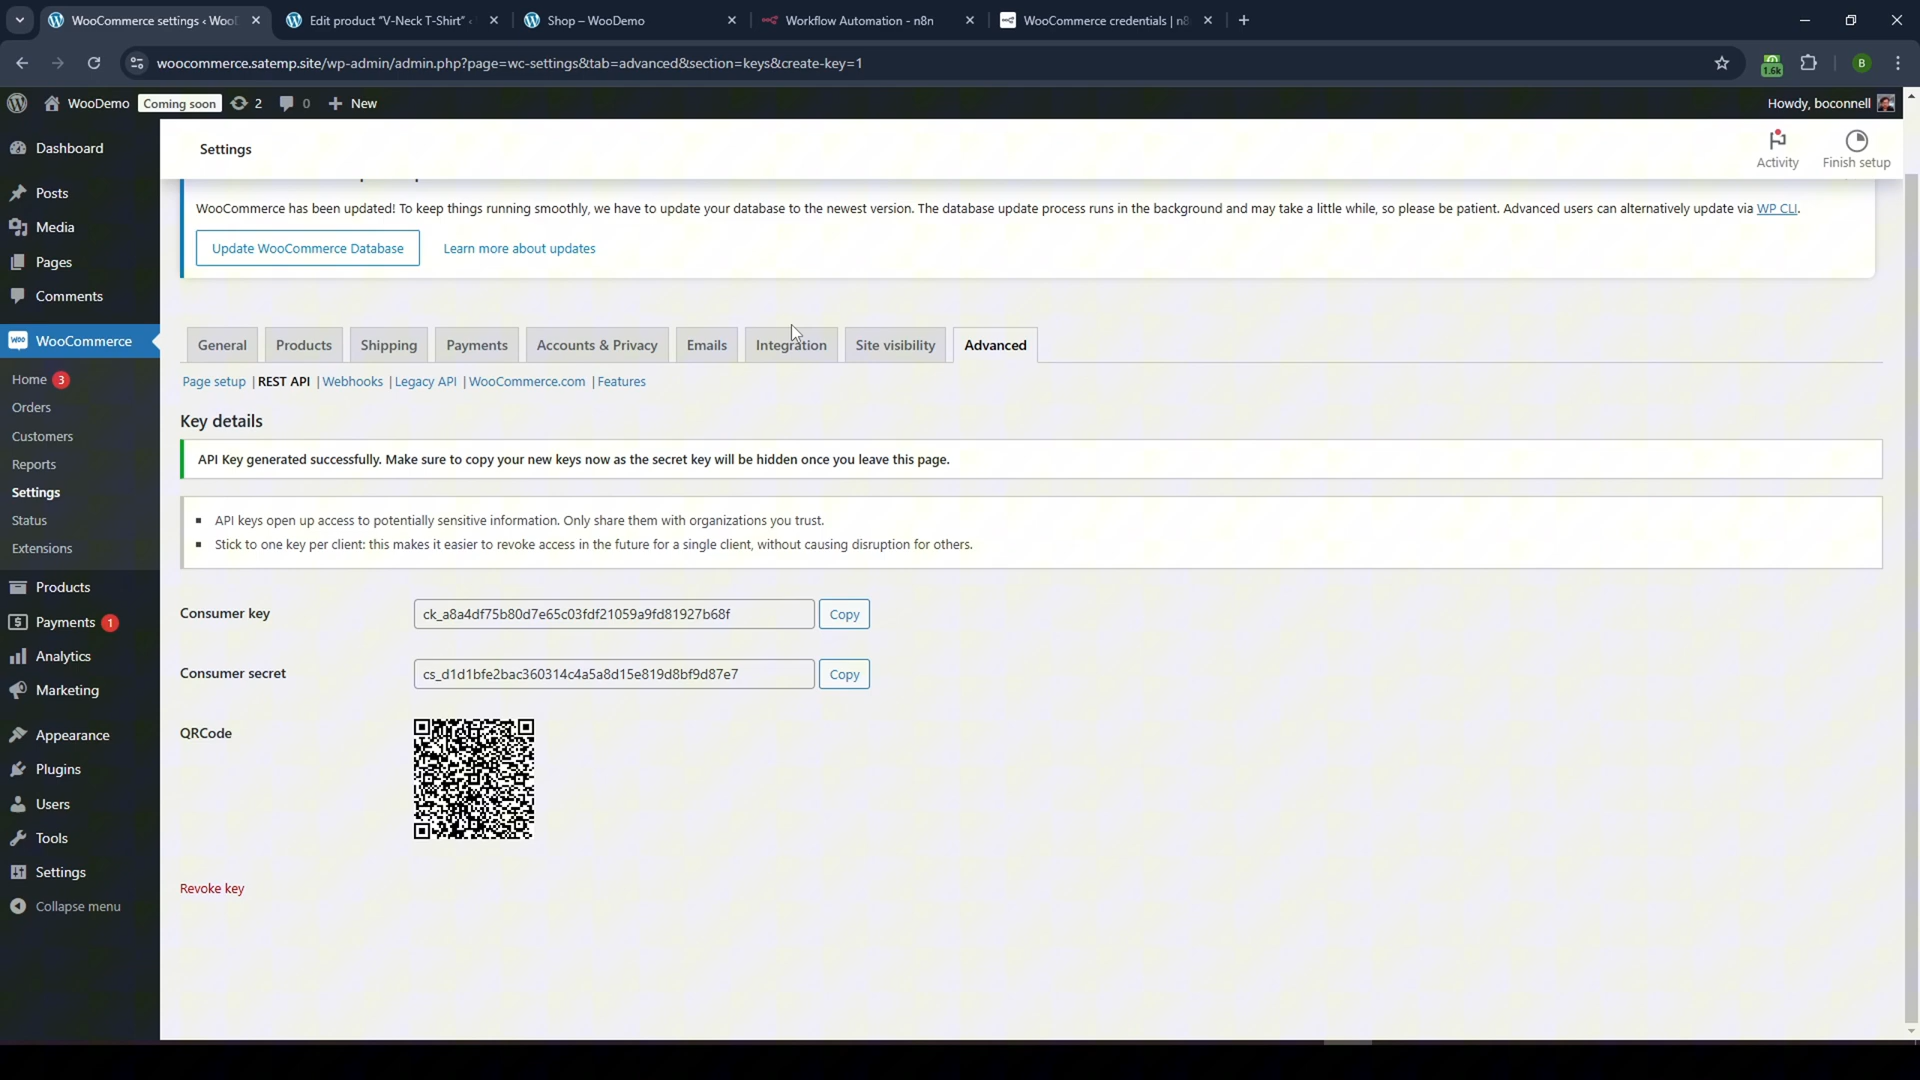 WooCommerce settings ‹ Woo
Edit product "V-Neck T-Shirt" ‹
Shop – WooDemo
Workflow Automation - n8n
WooCommerce credentials | n8
woocommerce.satemp.site/wp-admin/admin.php?page=wc-settings&tab=advanced&section=keys&create-key=1
1.6k
B
WooDemo
Coming soon
2
0
New
Howdy, boconnell
Dashboard
Posts
Media
Pages
Comments
WooCommerce
Home 3
Orders
Customers
Reports
Settings
Status
Extensions
Products
Payments 1
Analytics
Marketing
Appearance
Plugins
Users
Tools
Settings
Collapse menu
Settings
Activity
Finish setup
WooCommerce has been updated! To keep things running smoothly, we have to update your database to the newest version. The database update process runs in the background and may take a little while, so please be patient. Advanced users can alternatively update via WP CLI.
Update WooCommerce Database
Learn more about updates
General
Products
Shipping
Payments
Accounts & Privacy
Emails
Integration
Site visibility
Advanced
Page setup | REST API | Webhooks | Legacy API | WooCommerce.com | Features
Key details
API Key generated successfully. Make sure to copy your new keys now as the secret key will be hidden once you leave this page.
API keys open up access to potentially sensitive information. Only share them with organizations you trust.
Stick to one key per client: this makes it easier to revoke access in the future for a single client, without causing disruption for others.
Consumer key
ck_a8a4df75b80d7e65c03fdf21059a9fd81927b68f
Copy
Consumer secret
cs_d1d1bfe2bac360314c4a5a8d15e819d8bf9d87e7
Copy
QRCode
Revoke key